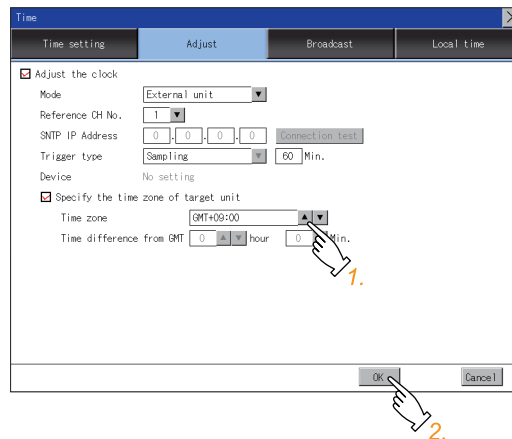 Time
Time setting Adjust Broadcast Local time
Adjust the clock
Mode External unit
Reference CH No. 1
SNTP IP Address 0 . 0 . 0 . 0 Connection test
Trigger type Sampling 60 Min.
Device No setting
Specify the time zone of target unit
Time zone GMT+09:00
Time difference from GMT 0 hour 0 Min.
1.
OK Cancel
2.